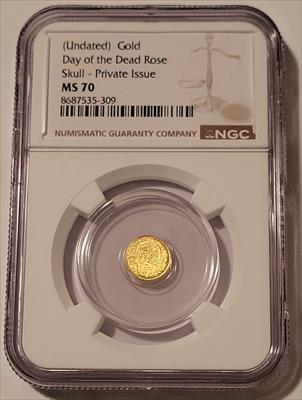 (Undated) Gold
Day of the Dead Rose
Skull - Private Issue
MS 70
8687535-309
NUMISMATIC GUARANTY COMPANY NGC